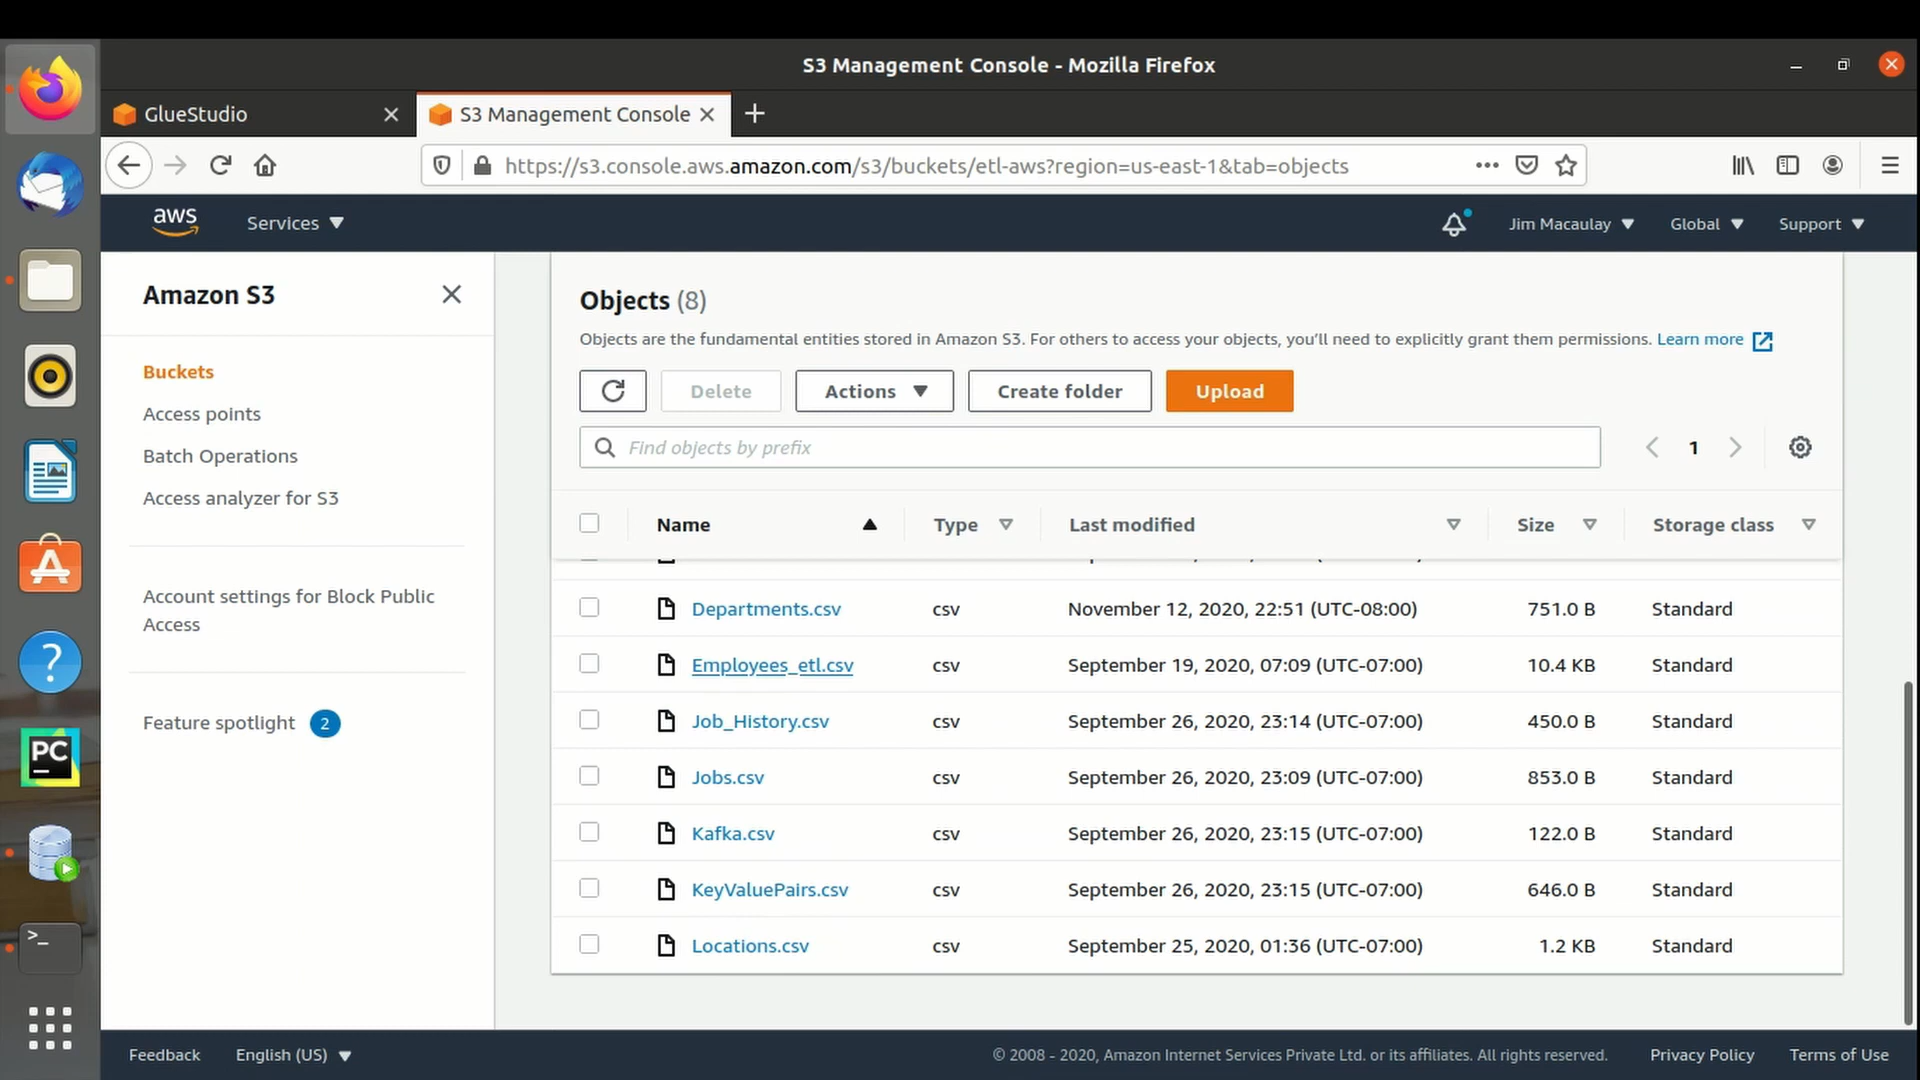 S3 Management Console - Mozilla Firefox
GlueStudio
S3 Management Console
https://s3.console.aws.amazon.com/s3/buckets/etl-aws?region=us-east-1&tab=objects
aws
Services
Jim Macaulay
Global
Support
Amazon S3
Buckets
Access points
Batch Operations
Access analyzer for S3
Account settings for Block Public
Access
Feature spotlight 2
Objects (8)
Objects are the fundamental entities stored in Amazon S3. For others to access your objects, you'll need to explicitly grant them permissions. Learn more
Delete
Actions
Create folder
Upload
Find objects by prefix
1
Name Type Last modified Size Storage class
Departments.csv csv November 12, 2020, 22:51 (UTC-08:00) 751.0 B Standard
Employees_etl.csv csv September 19, 2020, 07:09 (UTC-07:00) 10.4 KB Standard
Job_History.csv csv September 26, 2020, 23:14 (UTC-07:00) 450.0 B Standard
Jobs.csv csv September 26, 2020, 23:09 (UTC-07:00) 853.0 B Standard
Kafka.csv csv September 26, 2020, 23:15 (UTC-07:00) 122.0 B Standard
KeyValuePairs.csv csv September 26, 2020, 23:15 (UTC-07:00) 646.0 B Standard
Locations.csv csv September 25, 2020, 01:36 (UTC-07:00) 1.2 KB Standard
PC
>_
Feedback
English (US)
© 2008 - 2020, Amazon Internet Services Private Ltd. or its affiliates. All rights reserved.
Privacy Policy
Terms of Use